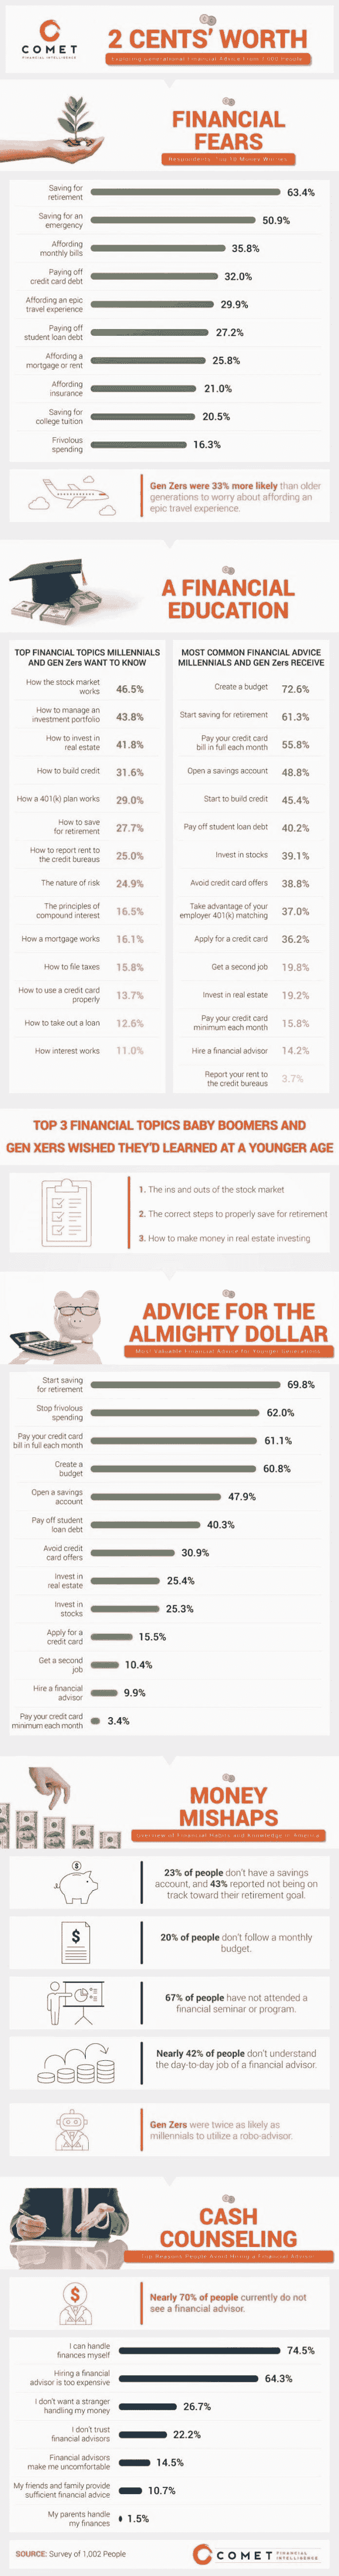 COMET
FINANCIAL INTELLIGENCE
2 CENTS' WORTH
Exploring Generational Financial Advice From 1,000 People
FINANCIAL
FEARS
Respondents' Top 10 Money Worries
Saving for
retirement
63.4%
Saving for an
emergency
50.9%
Affording
monthly bills
35.8%
Paying off
credit card debt
32.0%
Affording an epic
travel experience
29.9%
Paying off
student loan debt
27.2%
Affording a
mortgage or rent
25.8%
Affording
insurance
21.0%
Saving for
college tuition
20.5%
Frivolous
spending
16.3%
Gen Zers were 33% more likely than older
generations to worry about affording an
epic travel experience.
A FINANCIAL
EDUCATION
TOP FINANCIAL TOPICS MILLENNIALS
AND GEN Zers WANT TO KNOW
How the stock market
works
46.5%
How to manage an
investment portfolio
43.8%
How to invest in
real estate
41.8%
How to build credit
31.6%
How a 401(k) plan works
29.0%
How to save
for retirement
27.7%
How to report rent to
the credit bureaus
25.0%
The nature of risk
24.9%
The principles of
compound interest
16.5%
How a mortgage works
16.1%
How to file taxes
15.8%
How to use a credit card
properly
13.7%
How to take out a loan
12.6%
How interest works
11.0%
MOST COMMON FINANCIAL ADVICE
MILLENNIALS AND GEN Zers RECEIVE
Create a budget
72.6%
Start saving for retirement
61.3%
Pay your credit card
bill in full each month
55.8%
Open a savings account
48.8%
Start to build credit
45.4%
Pay off student loan debt
40.2%
Invest in stocks
39.1%
Avoid credit card offers
38.8%
Take advantage of your
employer 401(k) matching
37.0%
Apply for a credit card
36.2%
Get a second job
19.8%
Invest in real estate
19.2%
Pay your credit card
minimum each month
15.8%
Hire a financial advisor
14.2%
Report your rent to
the credit bureaus
3.7%
TOP 3 FINANCIAL TOPICS BABY BOOMERS AND
GEN XERS WISHED THEY'D LEARNED AT A YOUNGER AGE
1. The ins and outs of the stock market
2. The correct steps to properly save for retirement
3. How to make money in real estate investing
ADVICE FOR THE
ALMIGHTY DOLLAR
Most Valuable Financial Advice For Younger Generations
Start saving
for retirement
69.8%
Stop frivolous
spending
62.0%
Pay your credit card
bill in full each month
61.1%
Create a
budget
60.8%
Open a savings
account
47.9%
Pay off student
loan debt
40.3%
Avoid credit
card offers
30.9%
Invest in
real estate
25.4%
Invest in
stocks
25.3%
Apply for a
credit card
15.5%
Get a second
job
10.4%
Hire a financial
advisor
9.9%
Pay your credit card
minimum each month
3.4%
MONEY
MISHAPS
Overview of Financial Habits and Knowledge in America
23% of people don't have a savings
account, and 43% reported not being on
track toward their retirement goal.
20% of people don't follow a monthly
budget.
67% of people have not attended a
financial seminar or program.
Nearly 42% of people don't understand
the day-to-day job of a financial advisor.
Gen Zers were twice as likely as
millennials to utilize a robo-advisor.
CASH
COUNSELING
Top Reasons People Avoid Hiring a Financial Advisor
Nearly 70% of people currently do not
see a financial advisor.
I can handle
finances myself
74.5%
Hiring a financial
advisor is too expensive
64.3%
I don't want a stranger
handling my money
26.7%
I don't trust
financial advisors
22.2%
Financial advisors
make me uncomfortable
14.5%
My friends and family provide
sufficient financial advice
10.7%
My parents handle
my finances
1.5%
SOURCE: Survey of 1,002 People
COMET FINANCIAL
INTELLIGENCE